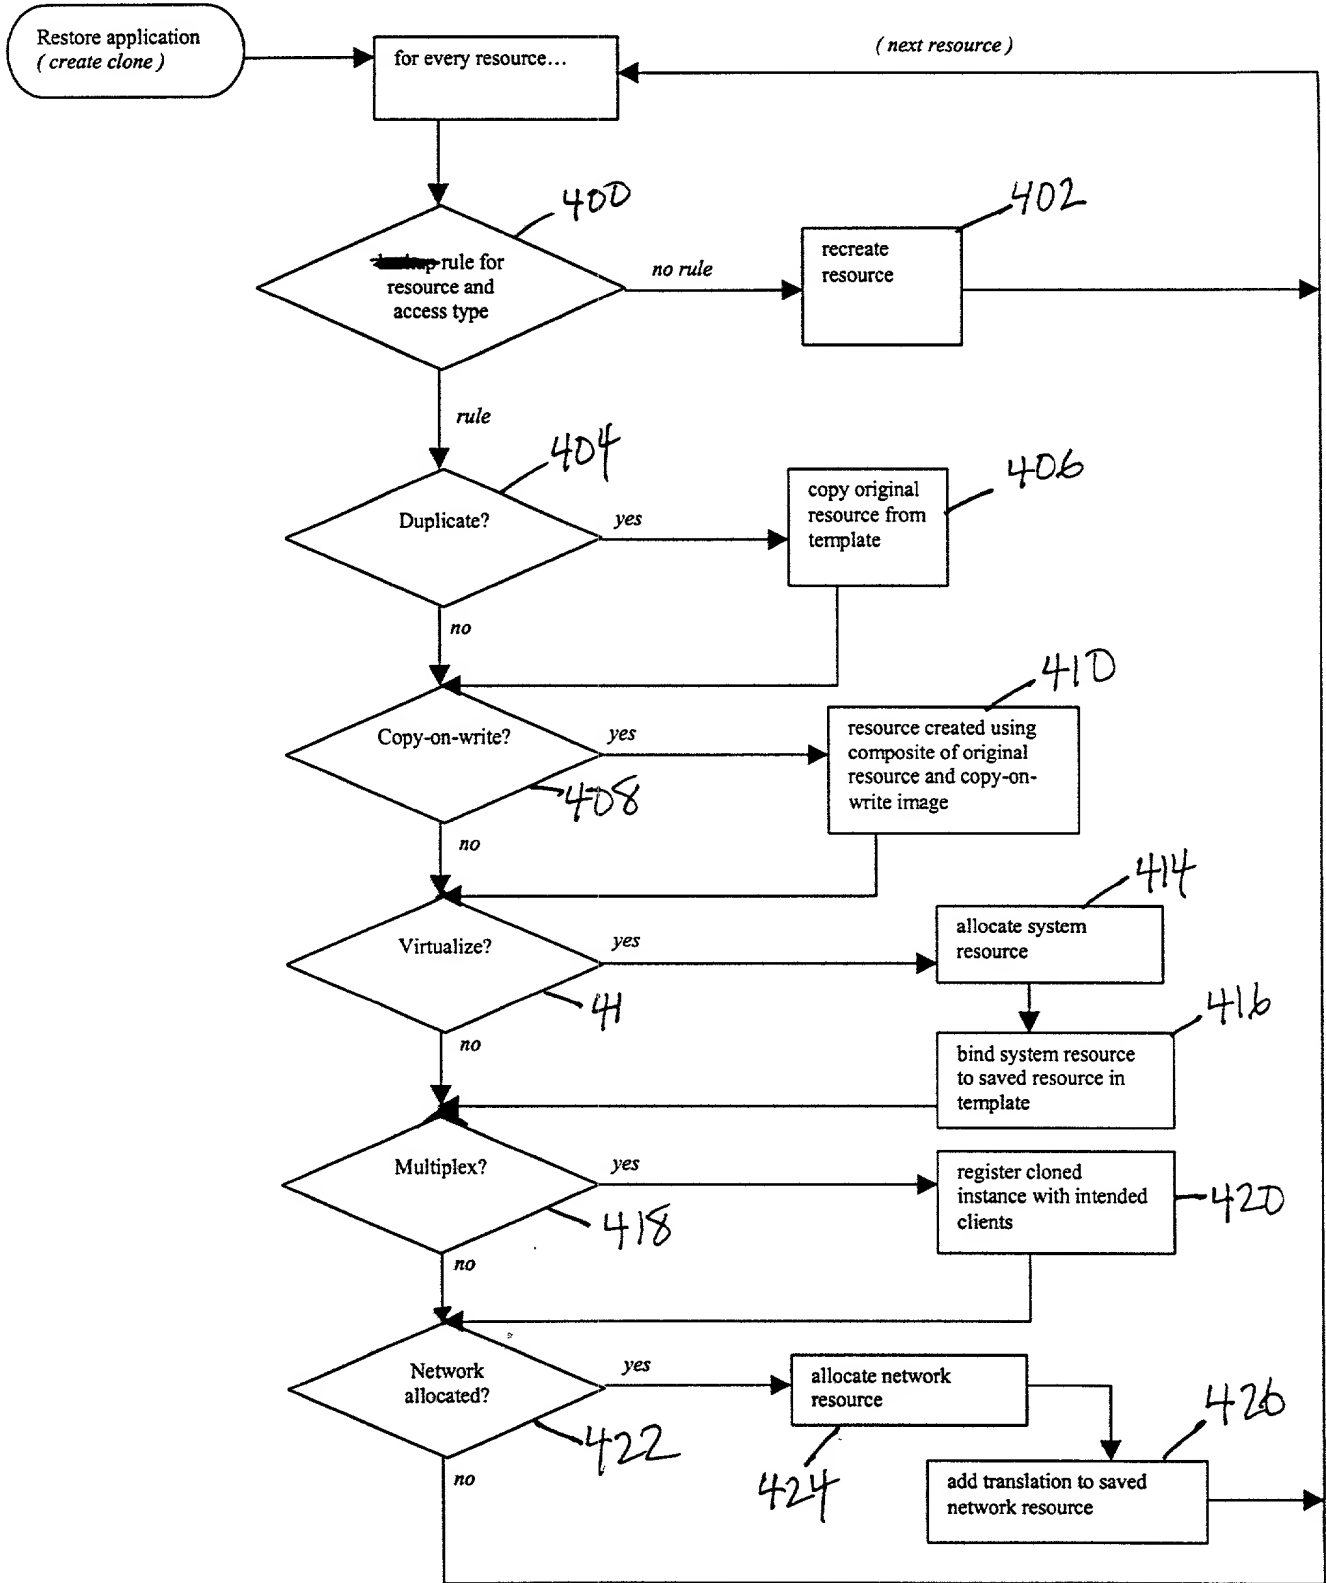 Restore application
( create clone )
for every resource…
( next resource )
400
rule for
resource and
access type
no rule
402
recreate
resource
rule
404
Duplicate?
yes
406
copy original
resource from
template
no
410
Copy-on-write?
yes
408
resource created using
composite of original
resource and copy-on-
write image
no
414
Virtualize?
yes
41
allocate system
resource
416
no
bind system resource
to saved resource in
template
Multiplex?
yes
418
register cloned
instance with intended
clients
420
no
Network
allocated?
yes
422
allocate network
resource
424
426
no
add translation to saved
network resource